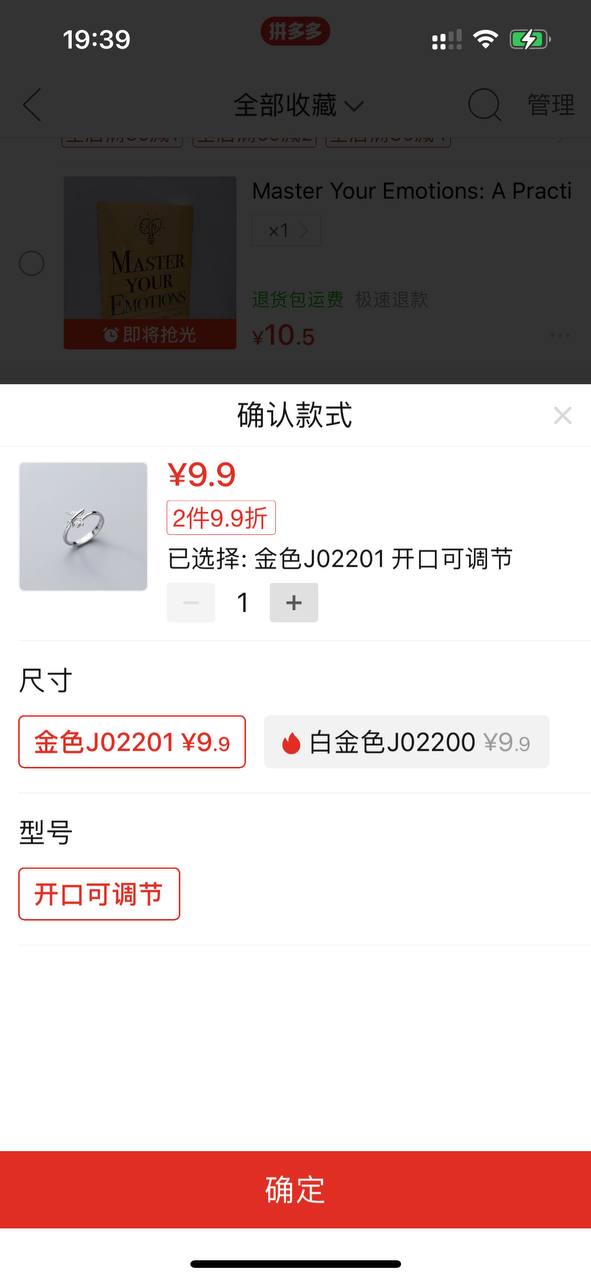 19:39
拼多多
全部收藏
管理
Master Your Emotions: A Practi
×1
MASTER
YOUR
EMOTIONS
退货包运费 极速退款
即将抢光
¥10.5
确认款式
¥9.9
2件9.9折
已选择: 金色J02201 开口可调节
1
尺寸
金色J02201 ¥9.9
白金色J02200 ¥9.9
型号
开口可调节
确定